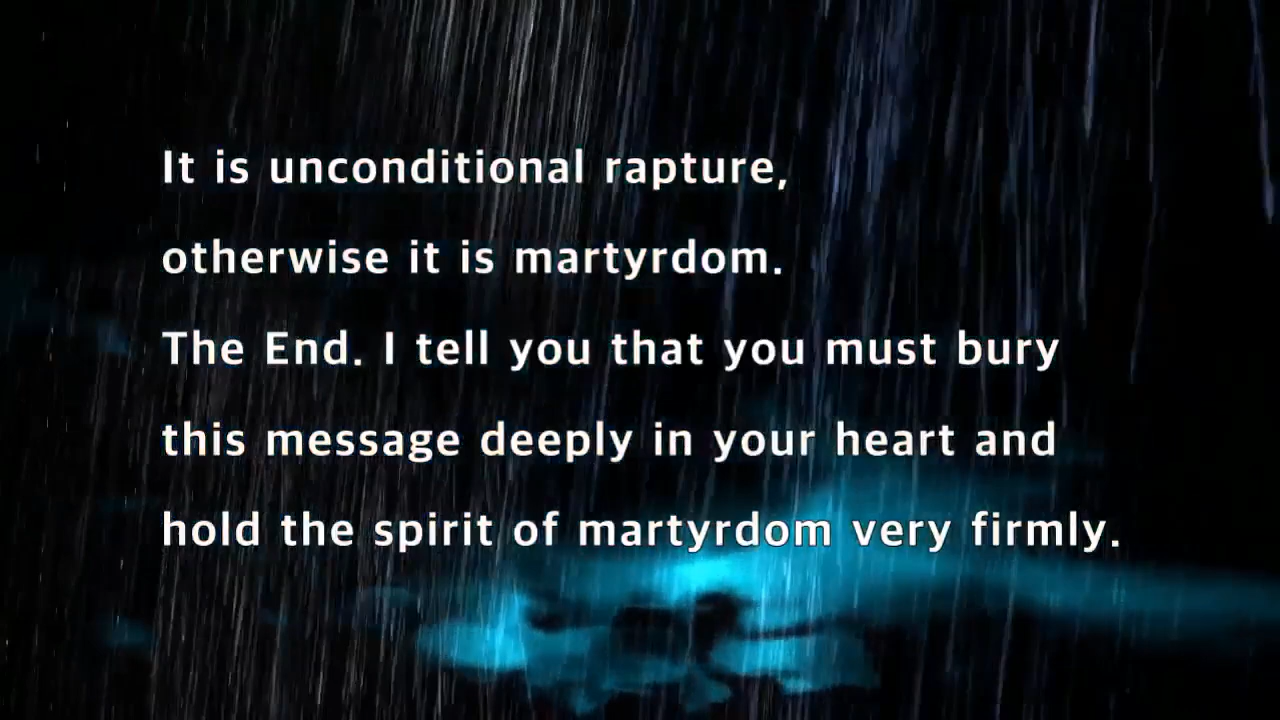 It is unconditional rapture,
otherwise it is martyrdom.
The End. I tell you that you must bury
this message deeply in your heart and
hold the spirit of martyrdom very firmly.